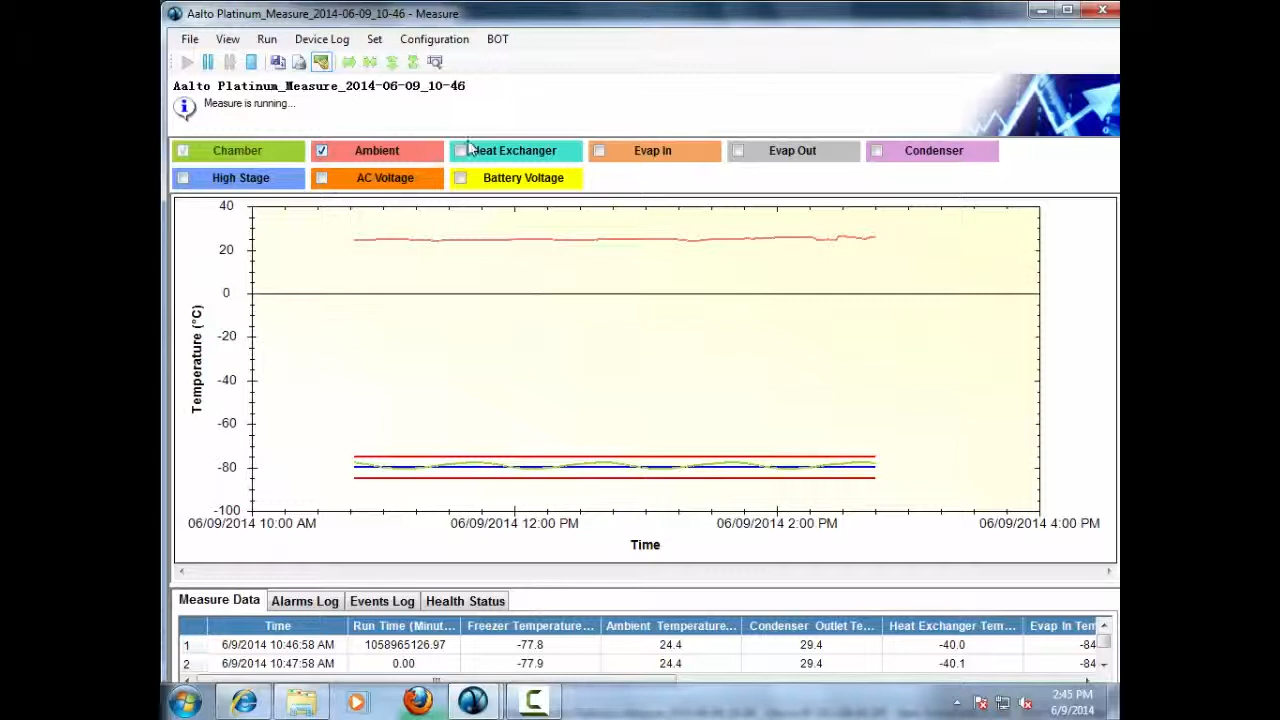 Aalto Platinum_Measure_2014-06-09_10-46 - Measure
File View Run Device Log Set Configuration BOT
Aalto Platinum_Measure_2014-06-09_10-46
Measure is running...
Chamber Ambient Heat Exchanger Evap In Evap Out Condenser
High Stage AC Voltage Battery Voltage
40
20
0
-20
-40
-60
-80
-100
Temperature (°C)
06/09/2014 10:00 AM 06/09/2014 12:00 PM 06/09/2014 2:00 PM 06/09/2014 4:00 PM
Time
Measure Data Alarms Log Events Log Health Status
Time Run Time (Minut... Freezer Temperature... Ambient Temperature... Condenser Outlet Te... Heat Exchanger Tem... Evap In Tem
1 6/9/2014 10:46:58 AM 1058965126.97 -77.8 24.4 29.4 -40.0 -84
2 6/9/2014 10:47:58 AM 0.00 -77.9 24.4 29.4 -40.1 -84
2:45 PM
6/9/2014